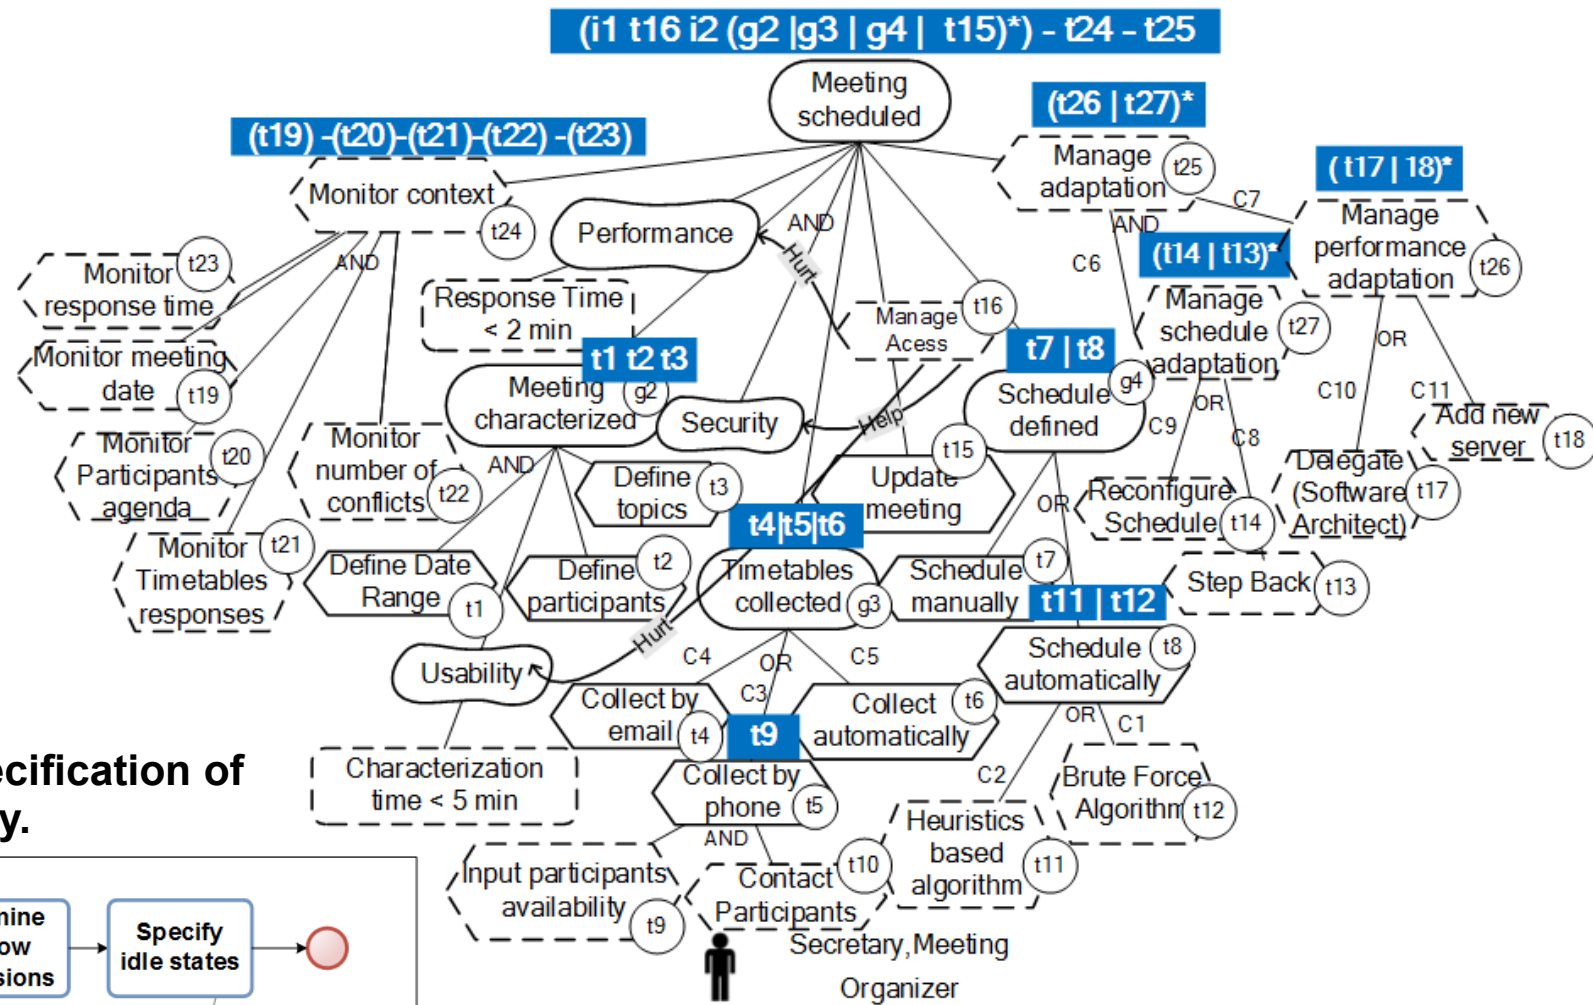 (i1 t16 i2 (g2 |g3 | g4 | t15)*) - t24 - t25
Meeting
scheduled
(t26 | t27)*
(t19) -(t20)-(t21)-(t22) -(t23)
Manage
adaptation
t25
( t17 | 18)*
Monitor context
t24
C7
AND
AND
Performance
Manage
performance
adaptation
t26
(t14 | t13)*
C6
Hurt
t23
Monitor
response time
AND
Response Time
< 2 min
t16
Manage
Acess
Manage
schedule
adaptation
t27
OR
t1 t2 t3
t7 | t8
Monitor meeting
date
t19
Meeting
characterized
g2
Schedule
defined
g4
C10
C11
OR
C9
C8
Security
Help
Add new
server
t18
Monitor
Participants
agenda
t20
Monitor
number of
conflicts
t22
AND
Define
topics
t3
t15
Update
meeting
OR
Reconfigure
Schedule
t14
Delegate
(Software
Architect)
t17
t4|t5|t6
Monitor
Timetables
responses
t21
Define Date
Range
t1
Define
participants
t2
Timetables
collected
g3
Schedule
manually
t7
Step Back
t13
t11 | t12
Hurt
Usability
C4
OR
C5
C3
Schedule
automatically
t8
Collect by
email
t4
Collect
automatically
t6
OR
C1
t9
ecification of
y.
Characterization
time < 5 min
Collect by
phone
t5
C2
Brute Force
Algorithm
t12
AND
Heuristics
based
algorithm
t11
Input participants
availability
t9
Contact
Participants
t10
mine
ow
sions
Specify
idle states
Secretary,Meeting
Organizer